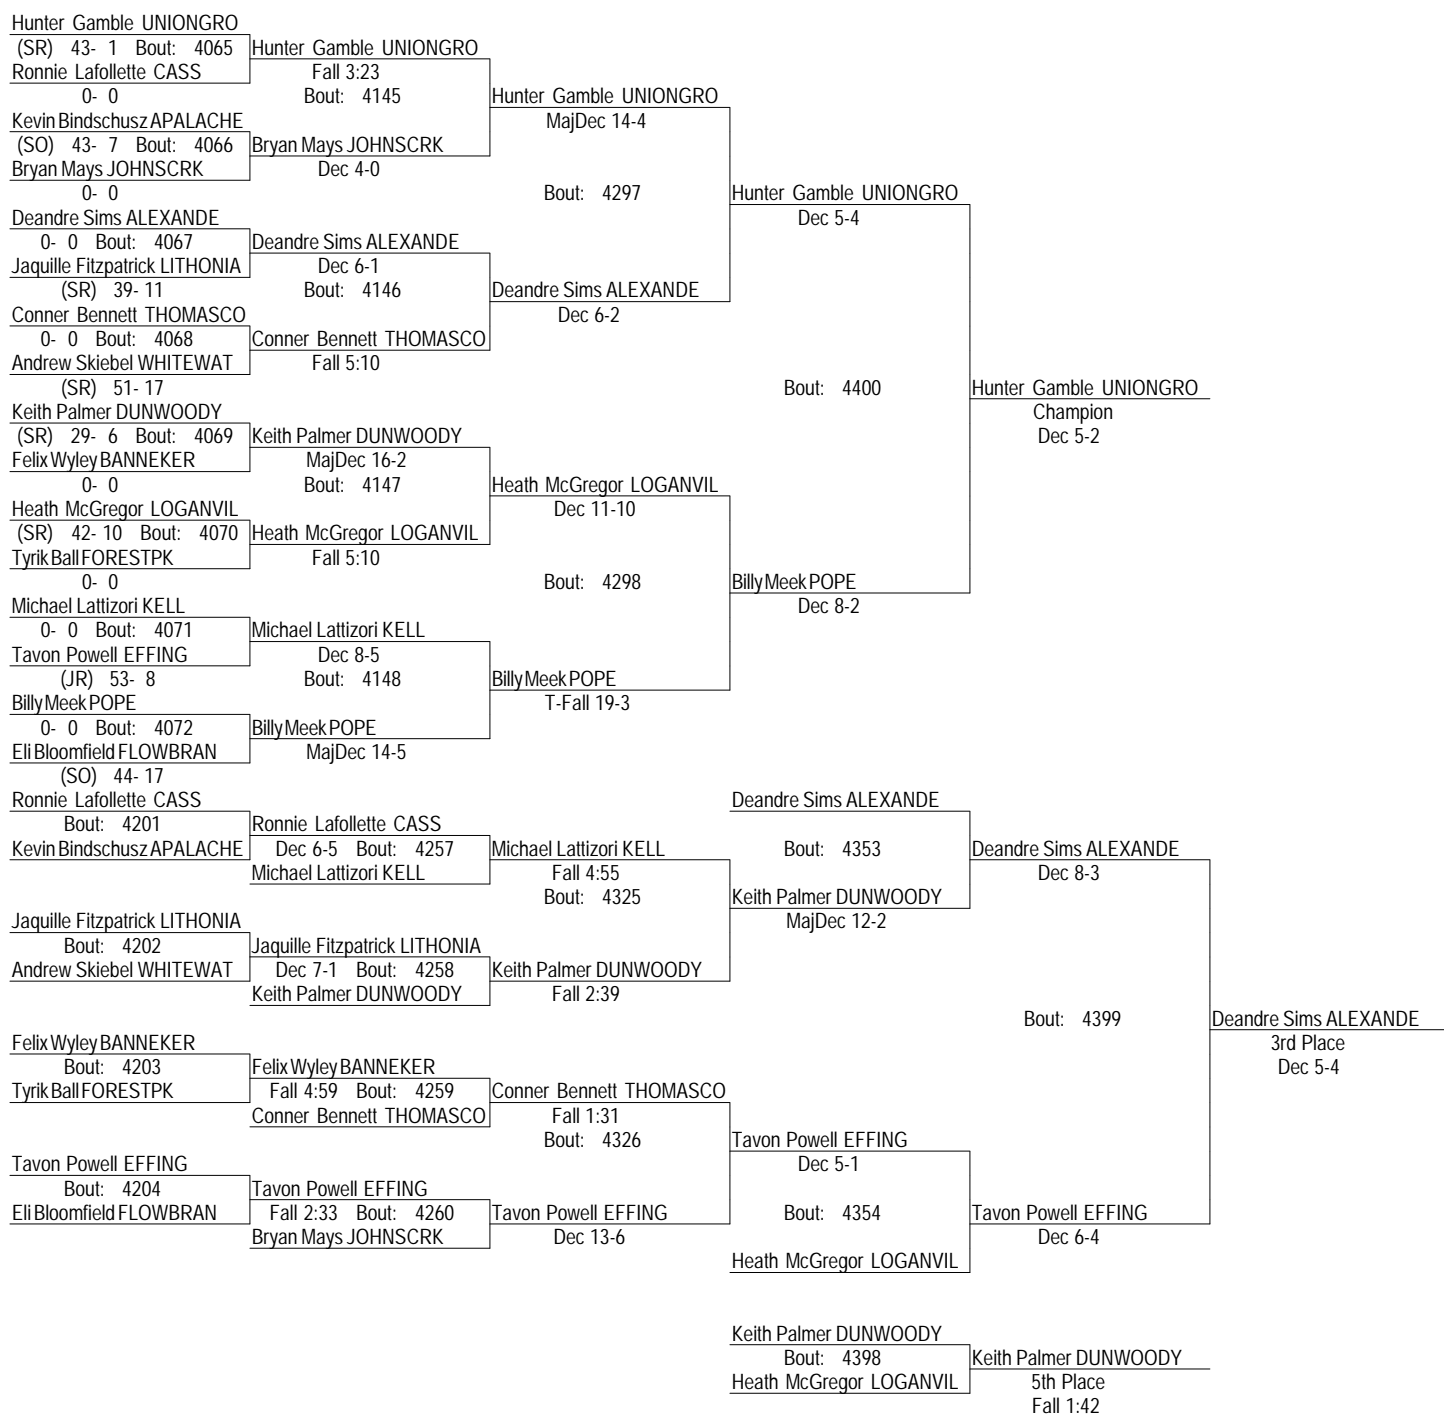 Hunter Gamble UNIONGRO
(SR) 43- 1 Bout: 4065 Hunter Gamble UNIONGRO
Ronnie Lafollette CASS Fall 3:23
0- 0 Bout: 4145 Hunter Gamble UNIONGRO
Kevin Bindschusz APALACHE MajDec 14-4
(SO) 43- 7 Bout: 4066 Bryan Mays JOHNSCRK
Bryan Mays JOHNSCRK Dec 4-0
0- 0 Bout: 4297 Hunter Gamble UNIONGRO
Deandre Sims ALEXANDE Dec 5-4
0- 0 Bout: 4067 Deandre Sims ALEXANDE
Jaquille Fitzpatrick LITHONIA Dec 6-1
(SR) 39- 11 Bout: 4146 Deandre Sims ALEXANDE
Conner Bennett THOMASCO Dec 6-2
0- 0 Bout: 4068 Conner Bennett THOMASCO
Andrew Skiebel WHITEWAT Fall 5:10
(SR) 51- 17 Bout: 4400 Hunter Gamble UNIONGRO
Keith Palmer DUNWOODY Champion
(SR) 29- 6 Bout: 4069 Keith Palmer DUNWOODY Dec 5-2
Felix Wyley BANNEKER MajDec 16-2
0- 0 Bout: 4147 Heath McGregor LOGANVIL
Heath McGregor LOGANVIL Dec 11-10
(SR) 42- 10 Bout: 4070 Heath McGregor LOGANVIL
Tyrik Ball FORESTPK Fall 5:10
0- 0 Bout: 4298 Billy Meek POPE
Michael Lattizori KELL Dec 8-2
0- 0 Bout: 4071 Michael Lattizori KELL
Tavon Powell EFFING Dec 8-5
(JR) 53- 8 Bout: 4148 Billy Meek POPE
Billy Meek POPE T-Fall 19-3
0- 0 Bout: 4072 Billy Meek POPE
Eli Bloomfield FLOWBRAN MajDec 14-5
(SO) 44- 17
Ronnie Lafollette CASS Deandre Sims ALEXANDE
Bout: 4201 Ronnie Lafollette CASS
Kevin Bindschusz APALACHE Dec 6-5 Bout: 4257 Michael Lattizori KELL Bout: 4353 Deandre Sims ALEXANDE
Michael Lattizori KELL Fall 4:55 Dec 8-3
Bout: 4325 Keith Palmer DUNWOODY
Jaquille Fitzpatrick LITHONIA MajDec 12-2
Bout: 4202 Jaquille Fitzpatrick LITHONIA
Andrew Skiebel WHITEWAT Dec 7-1 Bout: 4258 Keith Palmer DUNWOODY
Keith Palmer DUNWOODY Fall 2:39
Bout: 4399 Deandre Sims ALEXANDE
Felix Wyley BANNEKER 3rd Place
Bout: 4203 Felix Wyley BANNEKER Dec 5-4
Tyrik Ball FORESTPK Fall 4:59 Bout: 4259 Conner Bennett THOMASCO
Conner Bennett THOMASCO Fall 1:31
Bout: 4326 Tavon Powell EFFING
Tavon Powell EFFING Dec 5-1
Bout: 4204 Tavon Powell EFFING
Eli Bloomfield FLOWBRAN Fall 2:33 Bout: 4260 Tavon Powell EFFING Bout: 4354 Tavon Powell EFFING
Bryan Mays JOHNSCRK Dec 13-6 Dec 6-4
Heath McGregor LOGANVIL
Keith Palmer DUNWOODY
Bout: 4398 Keith Palmer DUNWOODY
Heath McGregor LOGANVIL 5th Place
Fall 1:42